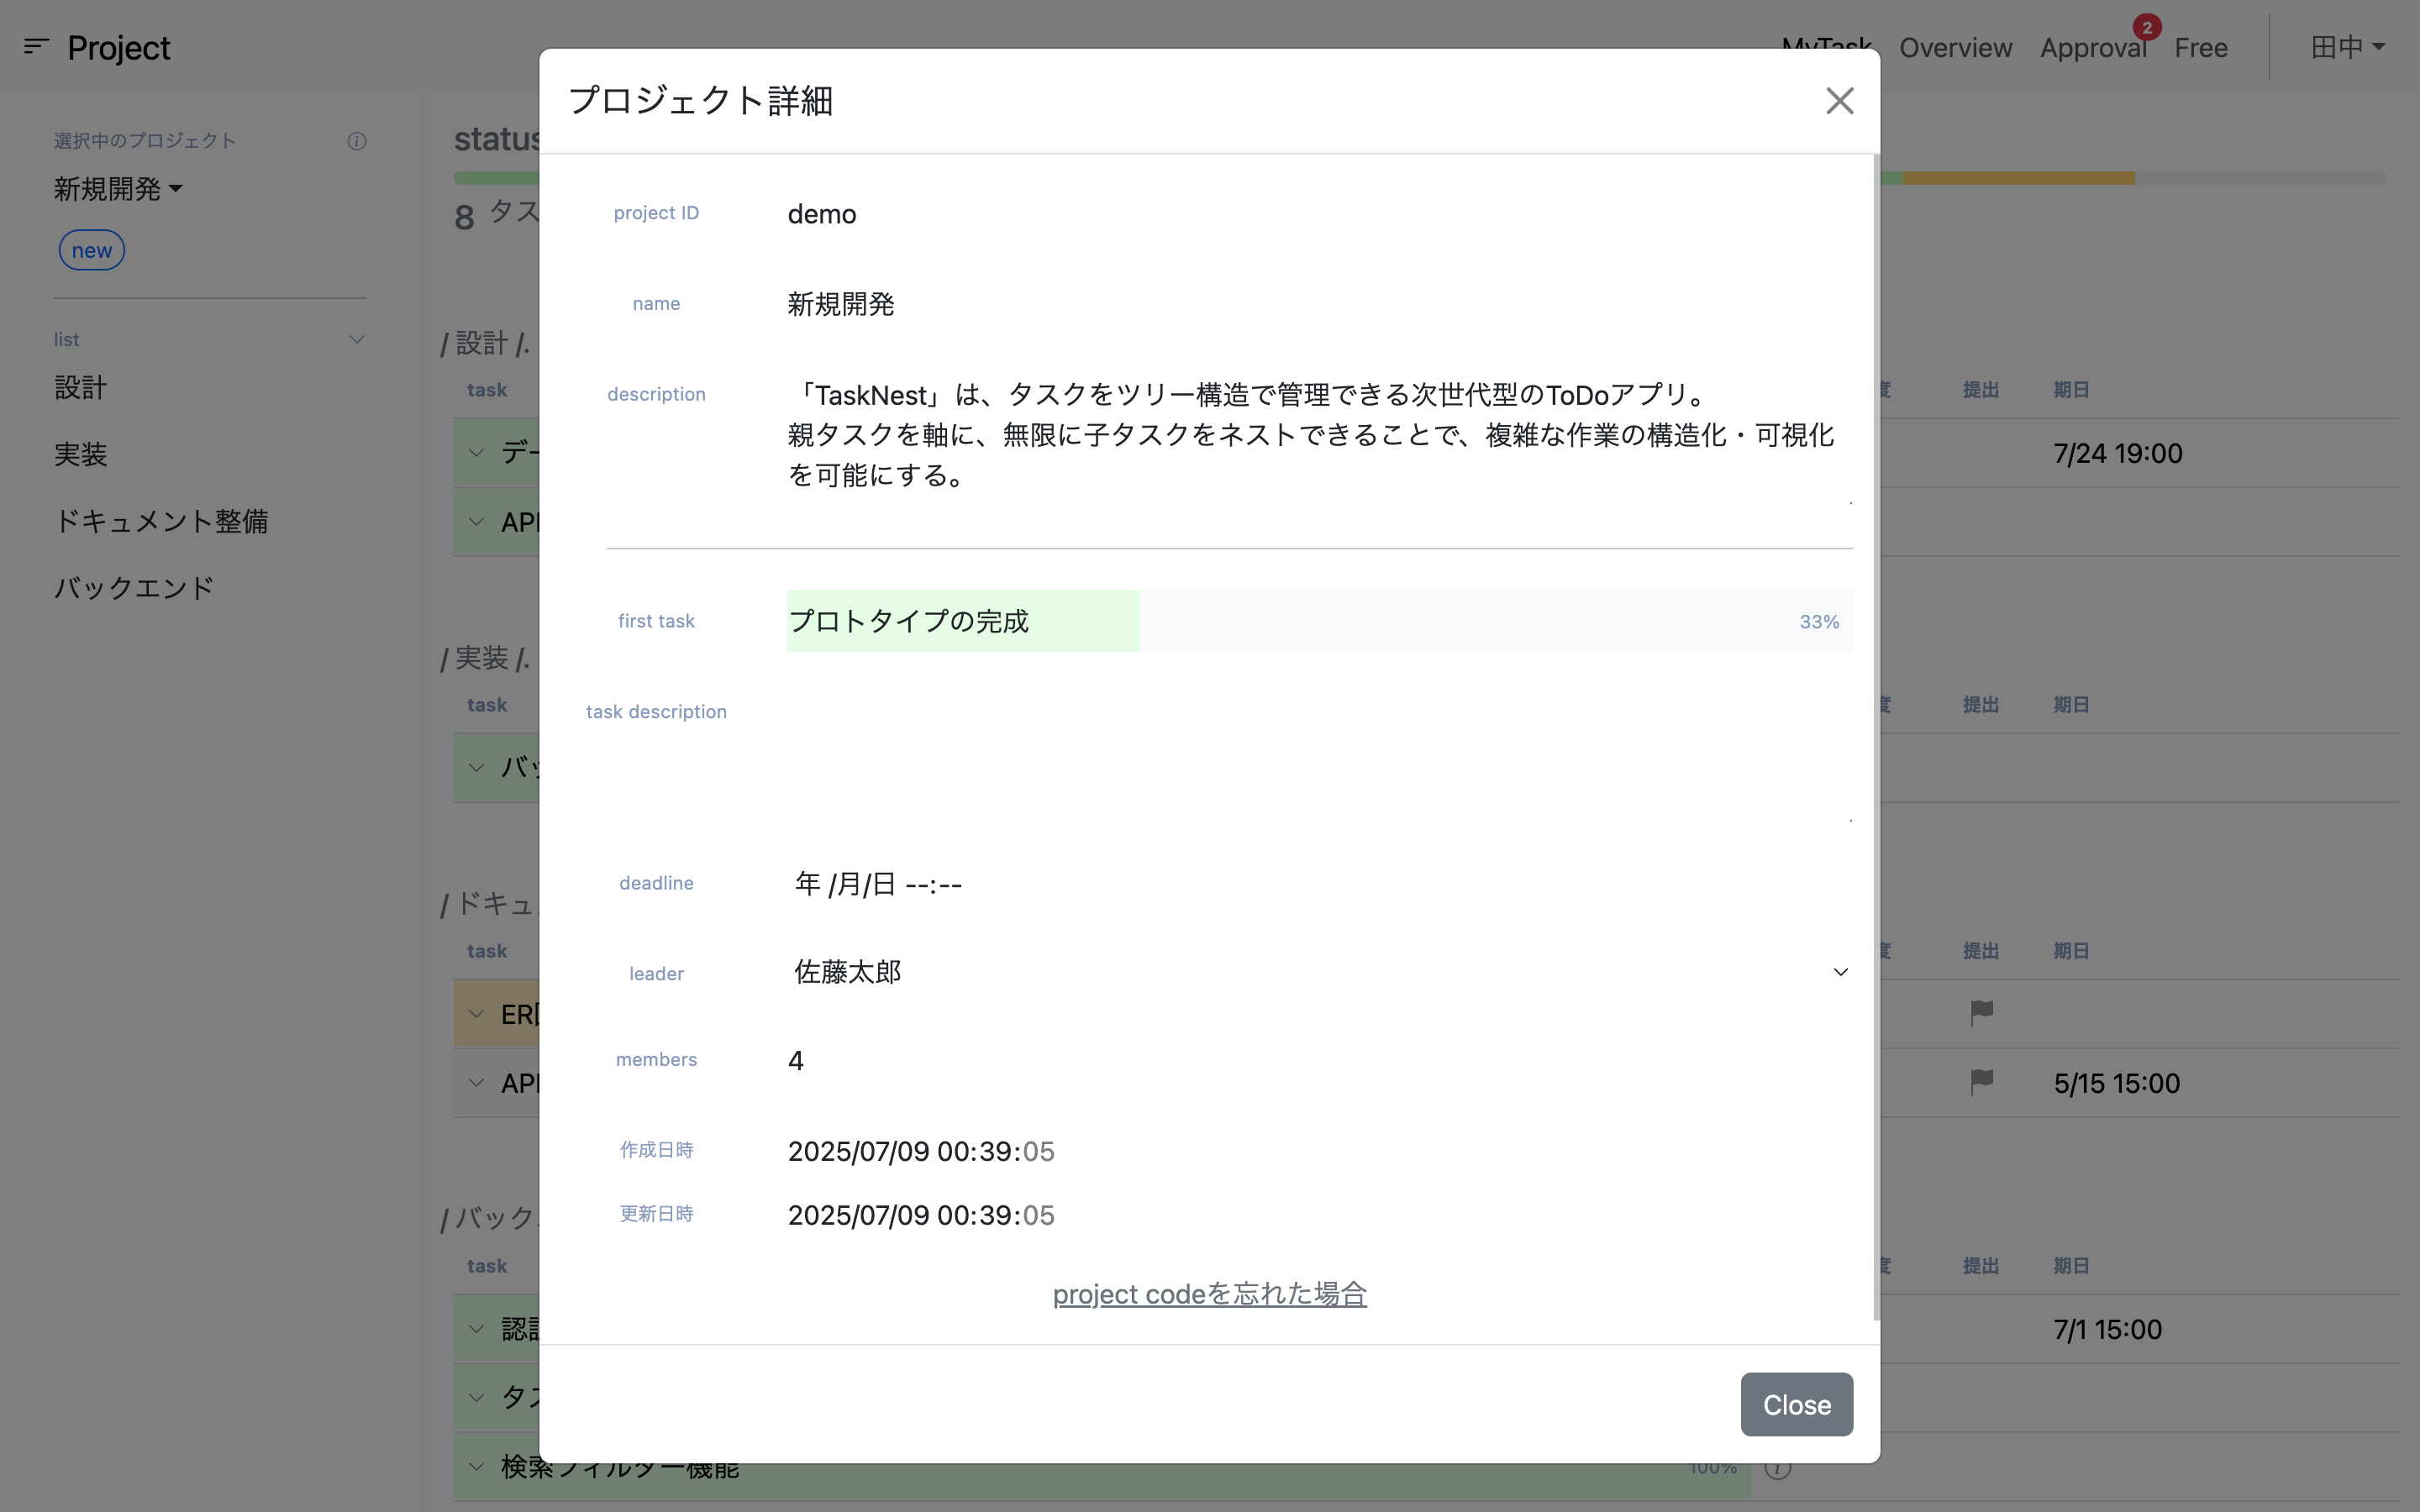 Project
MyTask
Overview
Approval
2
Free
田中
選択中のプロジェクト
新規開発
new
list
設計
実装
ドキュメント整備
バックエンド
status
8 タス
/ 設計 /.
task
提出
期日
デー
7/24 19:00
API
/ 実装 /.
task
提出
期日
バッ
/ ドキュ
task
提出
期日
ER
API
5/15 15:00
/ バック
task
提出
期日
認証
7/1 15:00
タス
検索フィルター機能
100%
プロジェクト詳細
project ID
demo
name
新規開発
description
「TaskNest」は、タスクをツリー構造で管理できる次世代型のToDoアプリ。
親タスクを軸に、無限に子タスクをネストできることで、複雑な作業の構造化・可視化
を可能にする。
first task
プロトタイプの完成
33%
task description
deadline
年 /月/日 --:--
leader
佐藤太郎
members
4
作成日時
2025/07/09 00:39:05
更新日時
2025/07/09 00:39:05
project codeを忘れた場合
Close